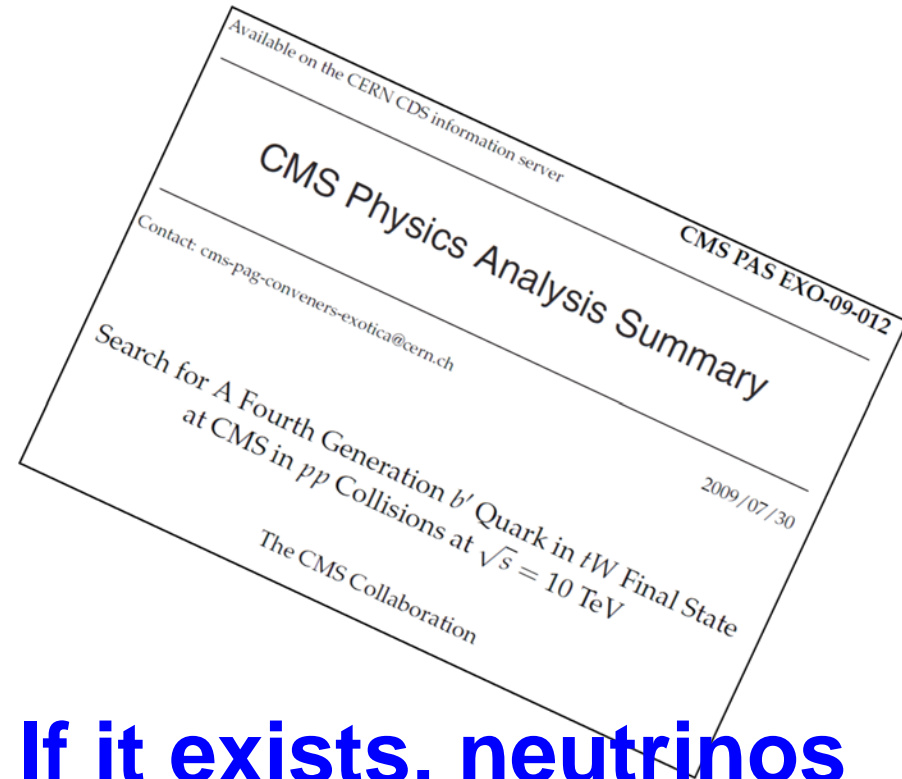 Available on the CERN CDS information server
CMS PAS EXO-09-012
CMS Physics Analysis Summary
Contact: cms-pag-conveners-exotica@cern.ch
2009/07/30
Search for A Fourth Generation b′ Quark in tW Final State
at CMS in pp Collisions at √s = 10 TeV
The CMS Collaboration
If it exists, neutrinos